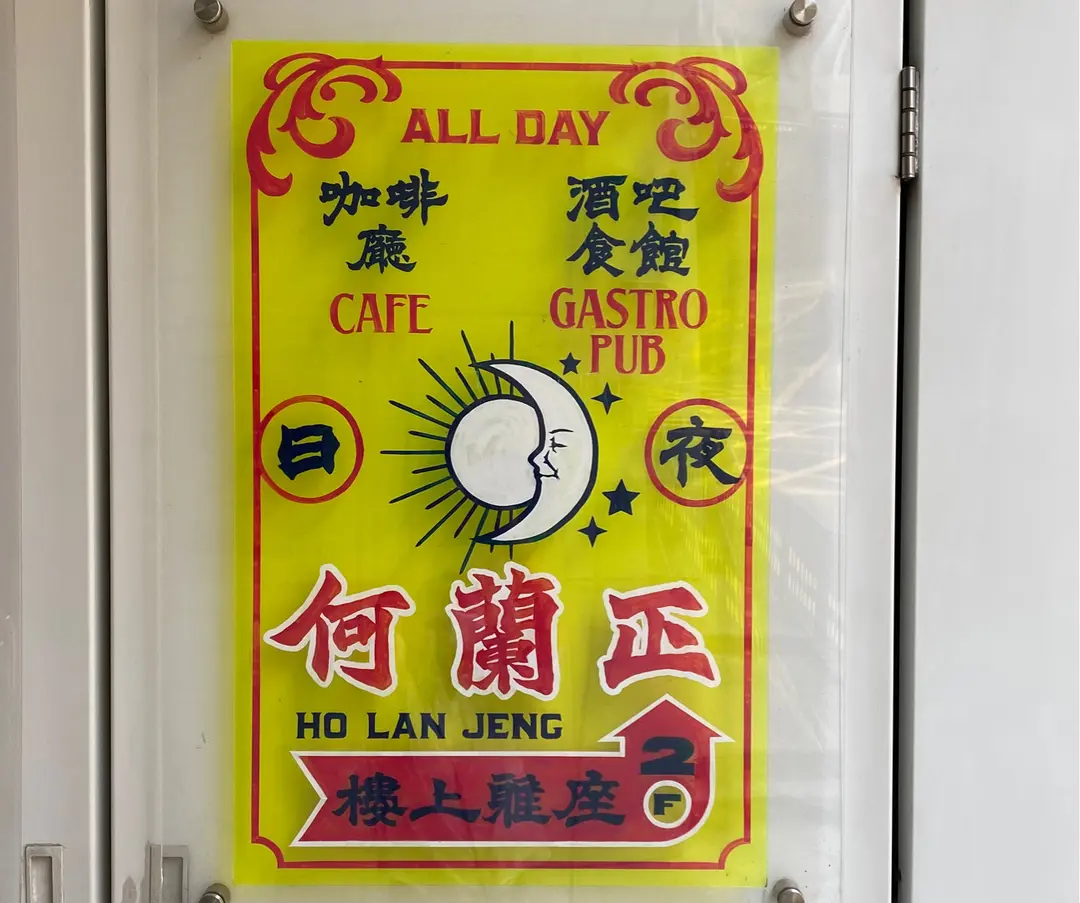 ALL DAY
咖啡
廳
CAFE
酒吧
食館
GASTRO
PUB
日
夜
何蘭正
HO LAN JENG
樓上雅座
2
F